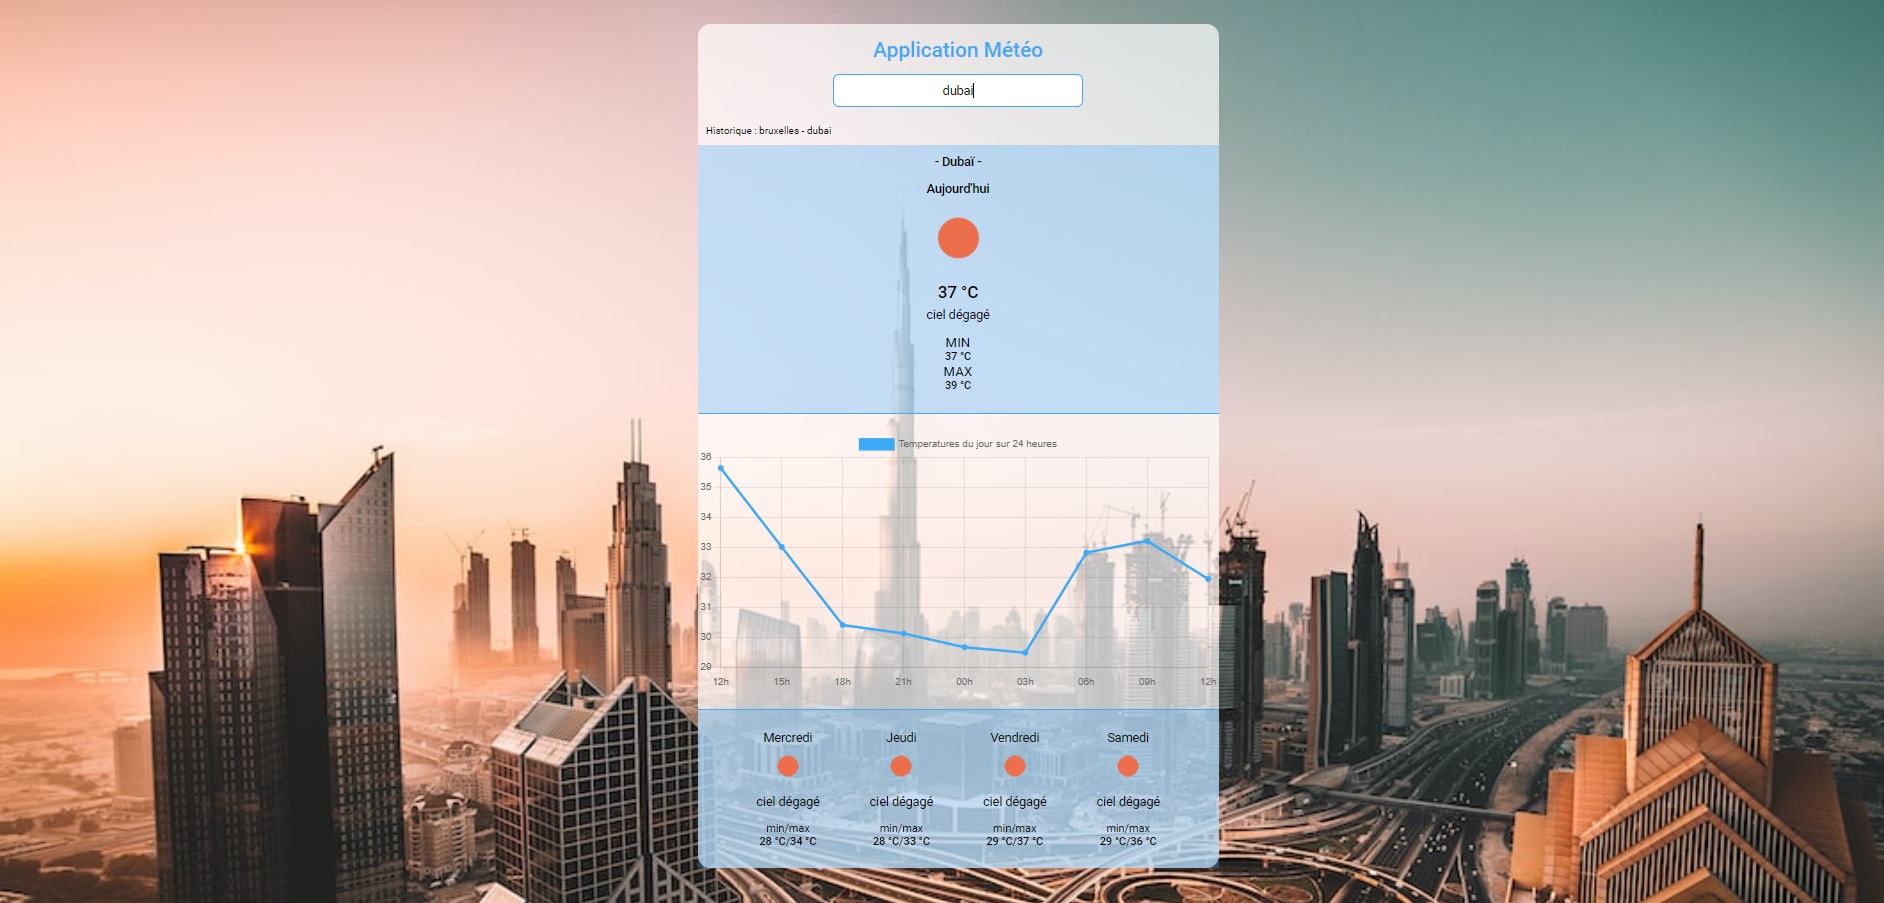 Application Météo
dubai
Historique : bruxelles - dubai
- Dubaï -
Aujourd'hui
37 °C
ciel dégagé
MIN
37 °C
MAX
39 °C
Temperatures du jour sur 24 heures
36
35
34
33
32
31
30
29
12h 15h 18h 21h 00h 03h 06h 09h 12h
Mercredi Jeudi Vendredi Samedi
ciel dégagé ciel dégagé ciel dégagé ciel dégagé
min/max min/max min/max min/max
28 °C/34 °C 28 °C/33 °C 29 °C/37 °C 29 °C/36 °C